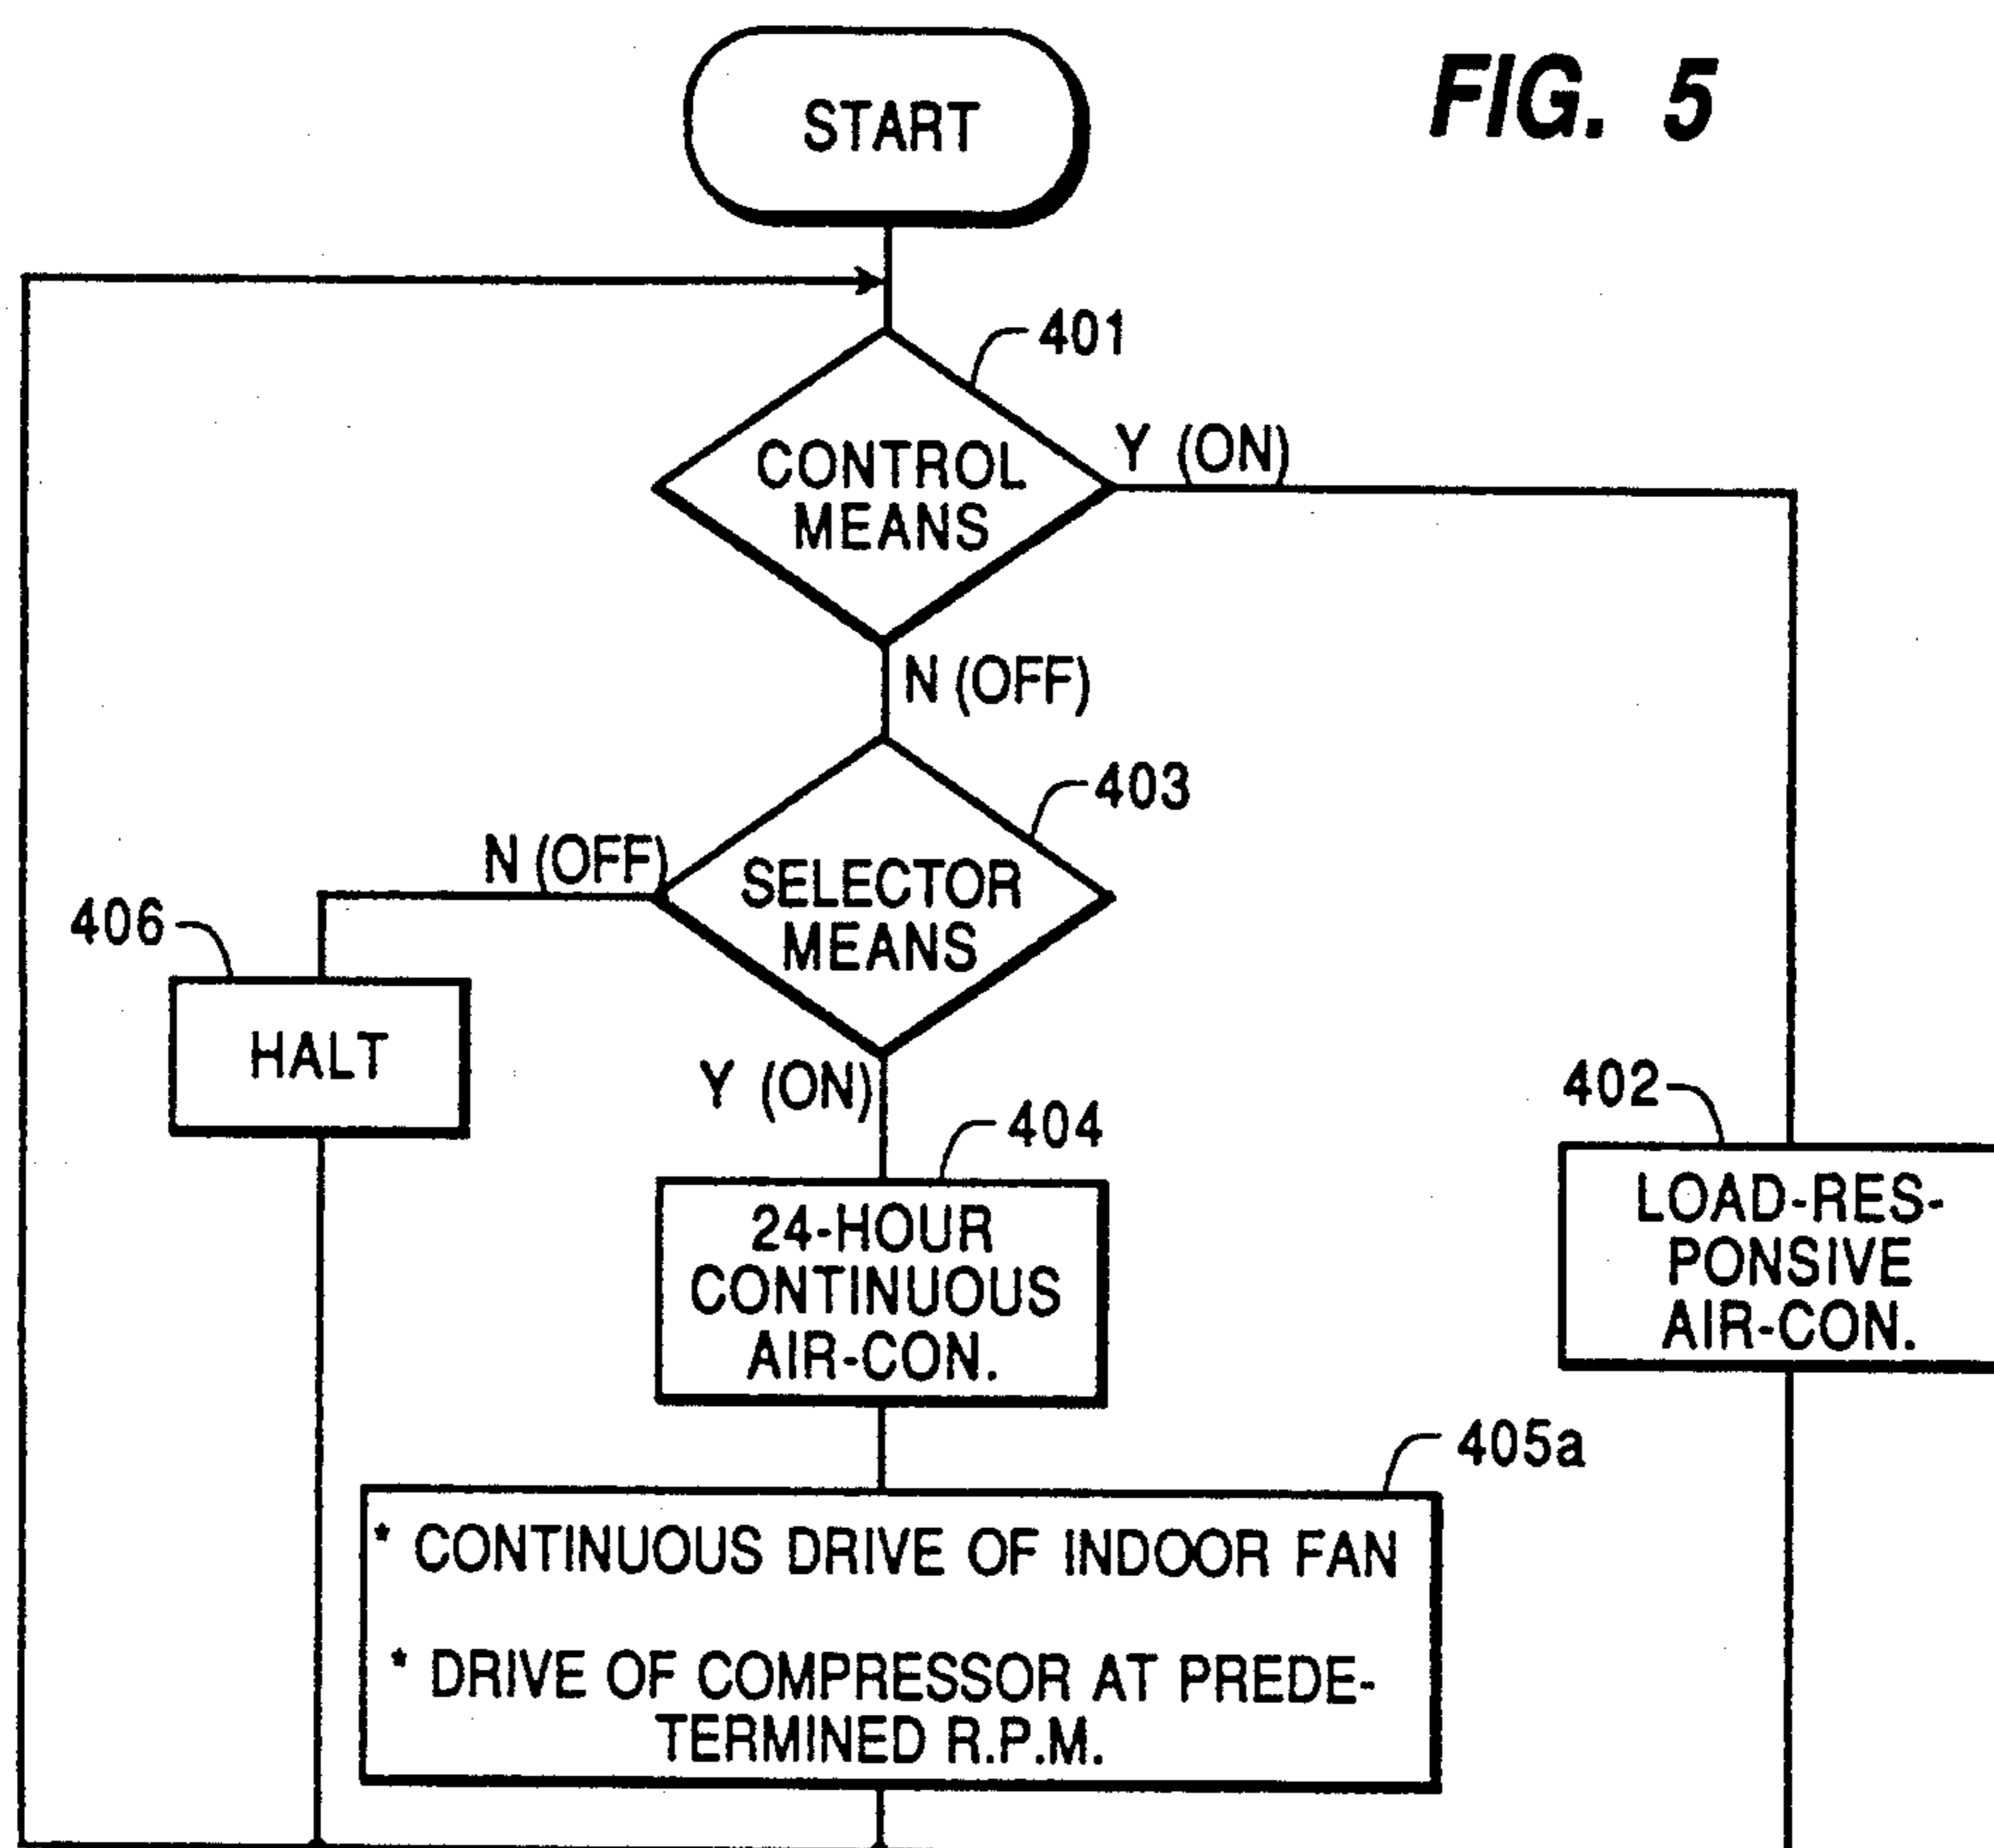 FIG. 5
START
401
CONTROL
MEANS
Y (ON)
N (OFF)
403
SELECTOR
MEANS
N (OFF)
406
HALT
Y (ON)
404
24-HOUR
CONTINUOUS
AIR-CON.
402
LOAD-RES-
PONSIVE
AIR-CON.
405a
* CONTINUOUS DRIVE OF INDOOR FAN
* DRIVE OF COMPRESSOR AT PREDE-
TERMINED R.P.M.